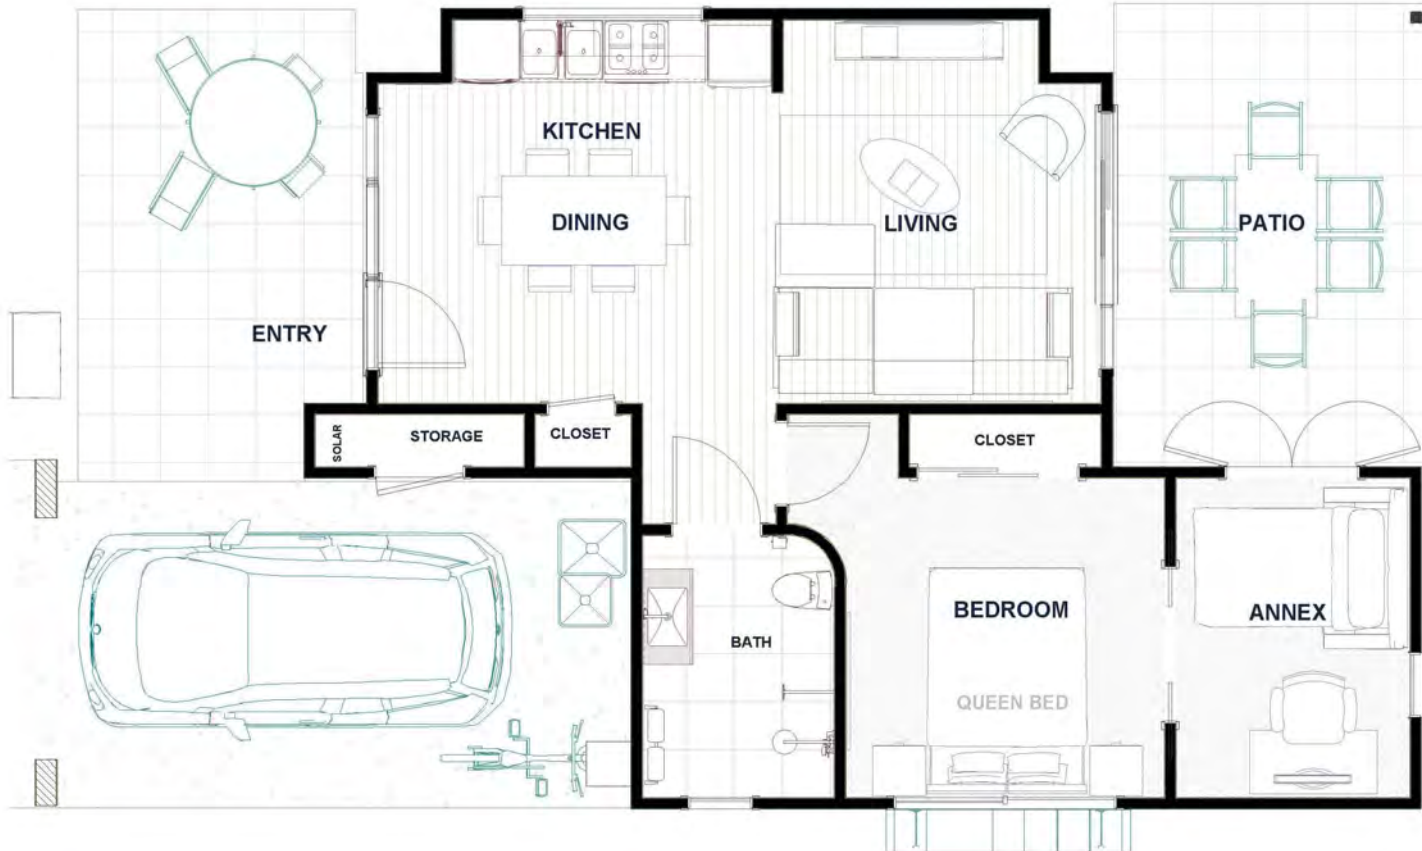 KITCHEN
DINING
LIVING
PATIO
ENTRY
SOLAR
STORAGE
CLOSET
CLOSET
BEDROOM
ANNEX
BATH
QUEEN BED